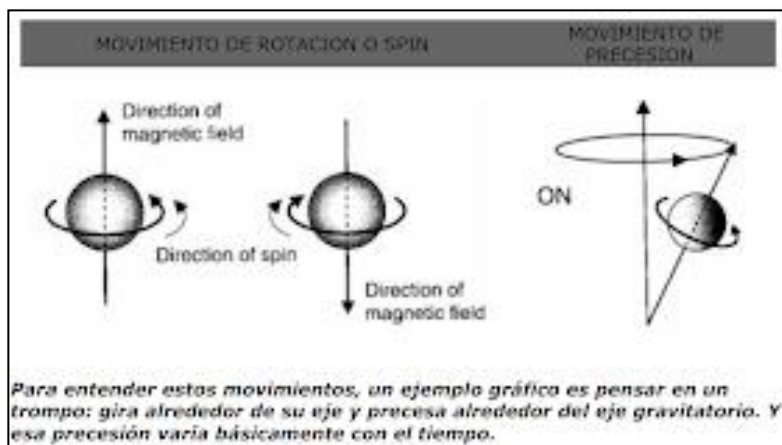 MOVIMIENTO DE ROTACION O SPIN
MOVIMIENTO DE
PRECESION
Direction of
magnetic field
Direction of spin
Direction of
magnetic field
ON
Para entender estos movimientos, un ejemplo gráfico es pensar en un
trompo: gira alrededor de su eje y precesa alrededor del eje gravitatorio. Y
esa precesión varía básicamente con el tiempo.